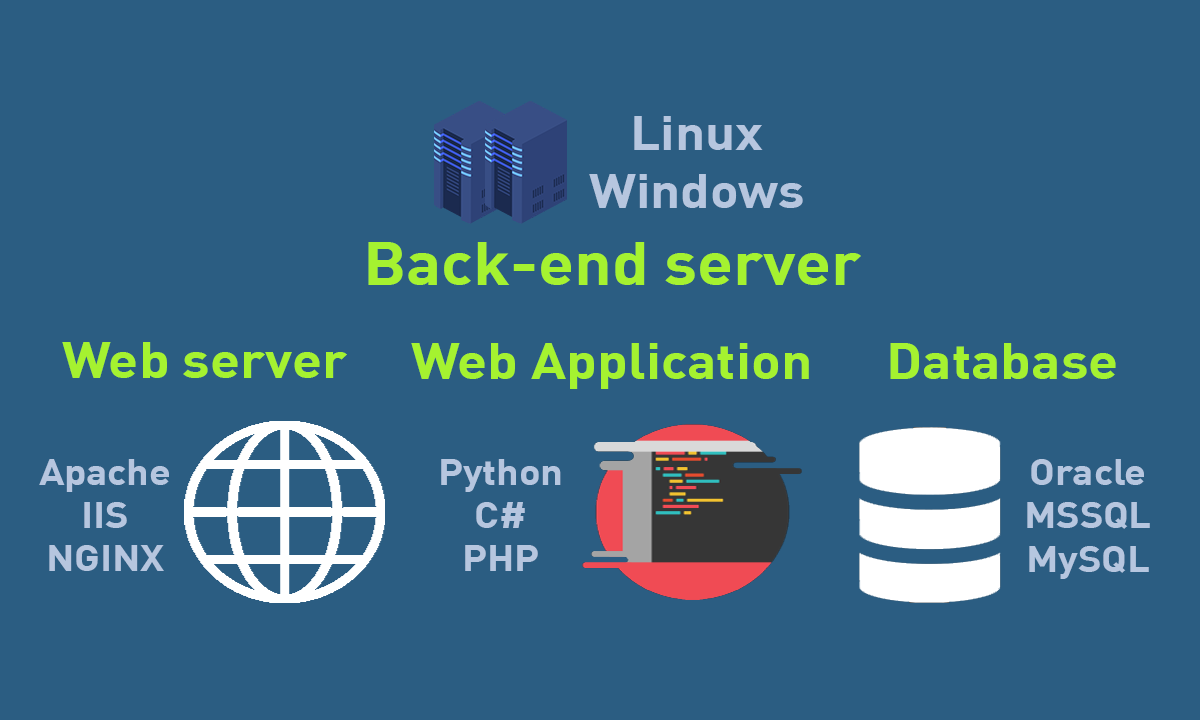 Linux
Windows
Back-end server
Web server
Apache
IIS
NGINX
Web Application
Python
C#
PHP
Database
Oracle
MSSQL
MySQL